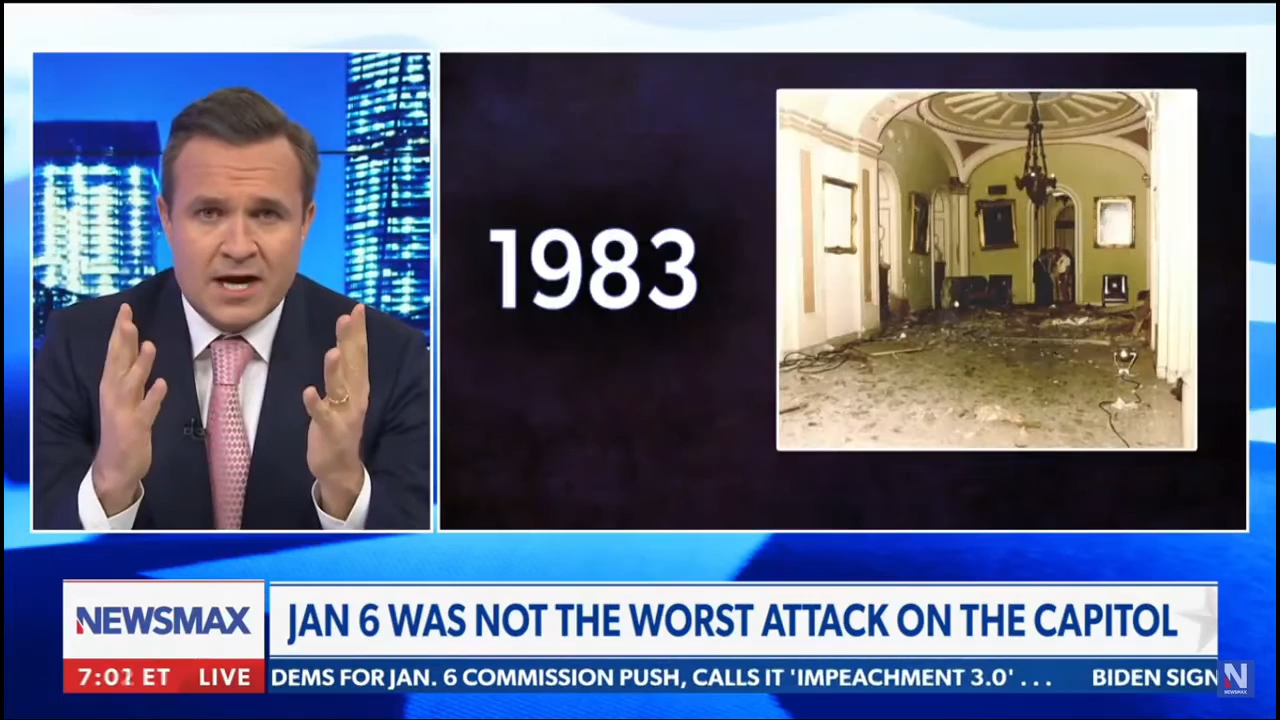 1983
NEWSMAX
JAN 6 WAS NOT THE WORST ATTACK ON THE CAPITOL
7:02 ET LIVE
DEMS FOR JAN. 6 COMMISSION PUSH, CALLS IT 'IMPEACHMENT 3.0' . . . BIDEN SIGN
N
NEWSMAX